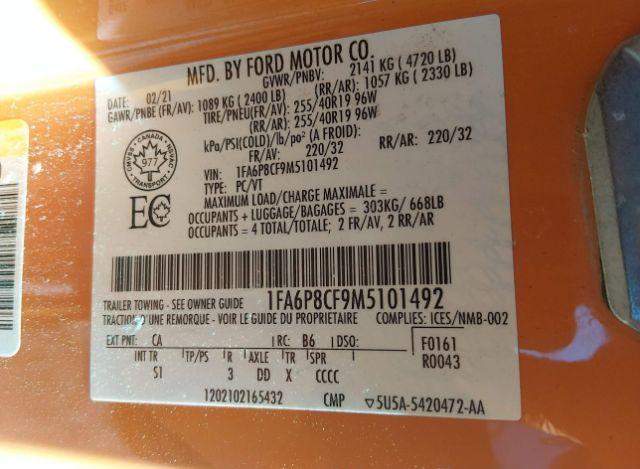 MFD. BY FORD MOTOR CO.
DATE: 02/21 GVWR/PNBV: 2141 KG ( 4720 LB)
GAWR/PNBE (FR/AV): 1089 KG ( 2400 LB) (RR/AR): 1057 KG ( 2330 LB)
TIRE/PNEU(FR/AV): 255/40R19 96W
(RR/AR): 255/40R19 96W
kPa/PSI(COLD)/lb/po² (A FROID):
FR/AV: 220/32 RR/AR: 220/32
VIN: 1FA6P8CF9M5101492
TYPE: PC/VT
MAXIMUM LOAD/CHARGE MAXIMALE =
OCCUPANTS + LUGGAGE/BAGAGES = 303KG/ 668LB
OCCUPANTS = 4 TOTAL/TOTALE; 2 FR/AV, 2 RR/AR
CANADA
NSVAC
977
CMVSS
TRANSPORT
EC
TRAILER TOWING - SEE OWNER GUIDE 1FA6P8CF9M5101492
TRACTION D'UNE REMORQUE - VOIR LE GUIDE DU PROPRIETAIRE COMPLIES: ICES/NMB-002
EXT PNT: CA RC: B6 DSO: F0161
INT TR TP/PS R AXLE TR SPR R0043
S1 3 DD X CCCC
1202102165432 CMP 5U5A-5420472-AA